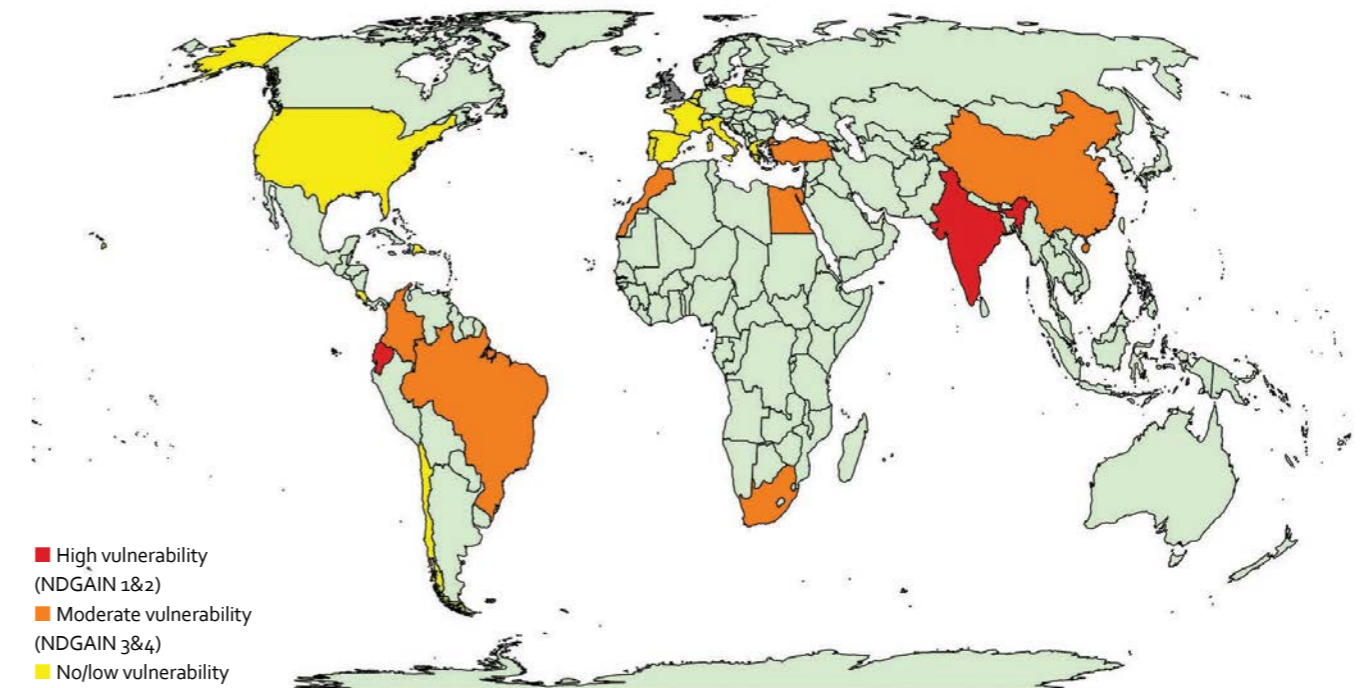 High vulnerability
(NDGAIN 1&2)
Moderate vulnerability
(NDGAIN 3&4)
No/low vulnerability